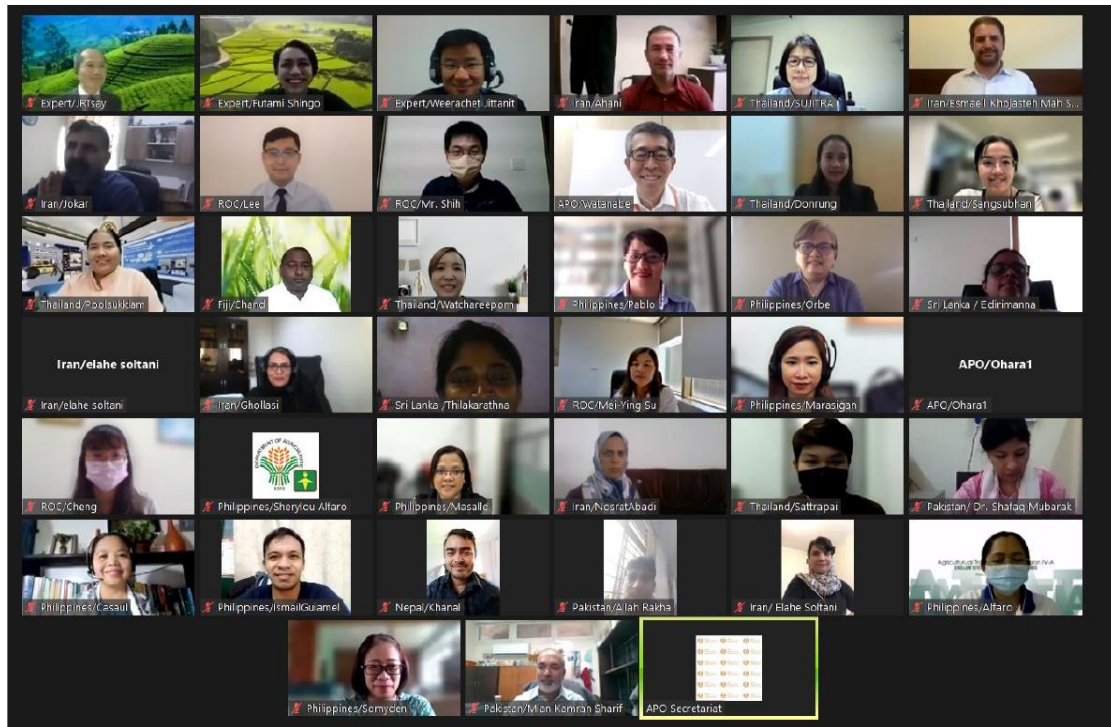 Expert/JRTsay
Expert/Futami Shingo
Expert/Weerachet Jittanit
Iran/Ahani
Thailand/SUJITRA
Iran/Esmaeil Khojasteh Mah S...
Iran/Jokar
ROC/Lee
ROC/Mr. Shih
APO/Watanabe
Thailand/Donrung
Thailand/Sangsubhan
Thailand/Poolsukkiam
Fiji/Chand
Thailand/Watchareeporn
Philippines/Pablo
Philippines/Orbe
Sri Lanka / Edirimanna
Iran/elahe soltani
Iran/elahe soltani
Iran/Ghollasi
Sri Lanka /Thilakarathna
ROC/Mei-Ying Su
Philippines/Marasigan
APO/Ohara1
APO/Ohara1
ROC/Cheng
DEPARTMENT OF AGRICULTURE
Philippines/Sherylou Alfaro
Philippines/Masallo
Iran/NosratAbadi
Thailand/Sattrapai
Pakistan/ Dr. Shafaq Mubarak
Philippines/Casaul
Philippines/IsmailGuiamel
Nepal/Khanal
Pakistan/Allah Rakha
Iran/ Elahe Soltani
Philippines/Alfaro
Philippines/Somyden
Pakistan/Mian Kamran Sharif
APO Secretariat